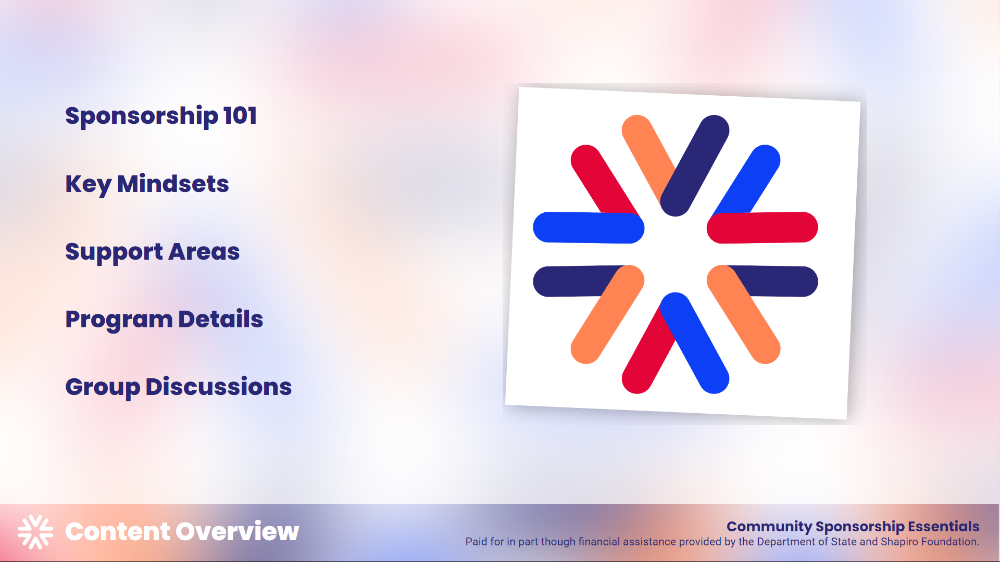 Sponsorship 101
Key Mindsets
Support Areas
Program Details
Group Discussions
Content Overview
Community Sponsorship Essentials
Paid for in part though financial assistance provided by the Department of State and Shapiro Foundation.